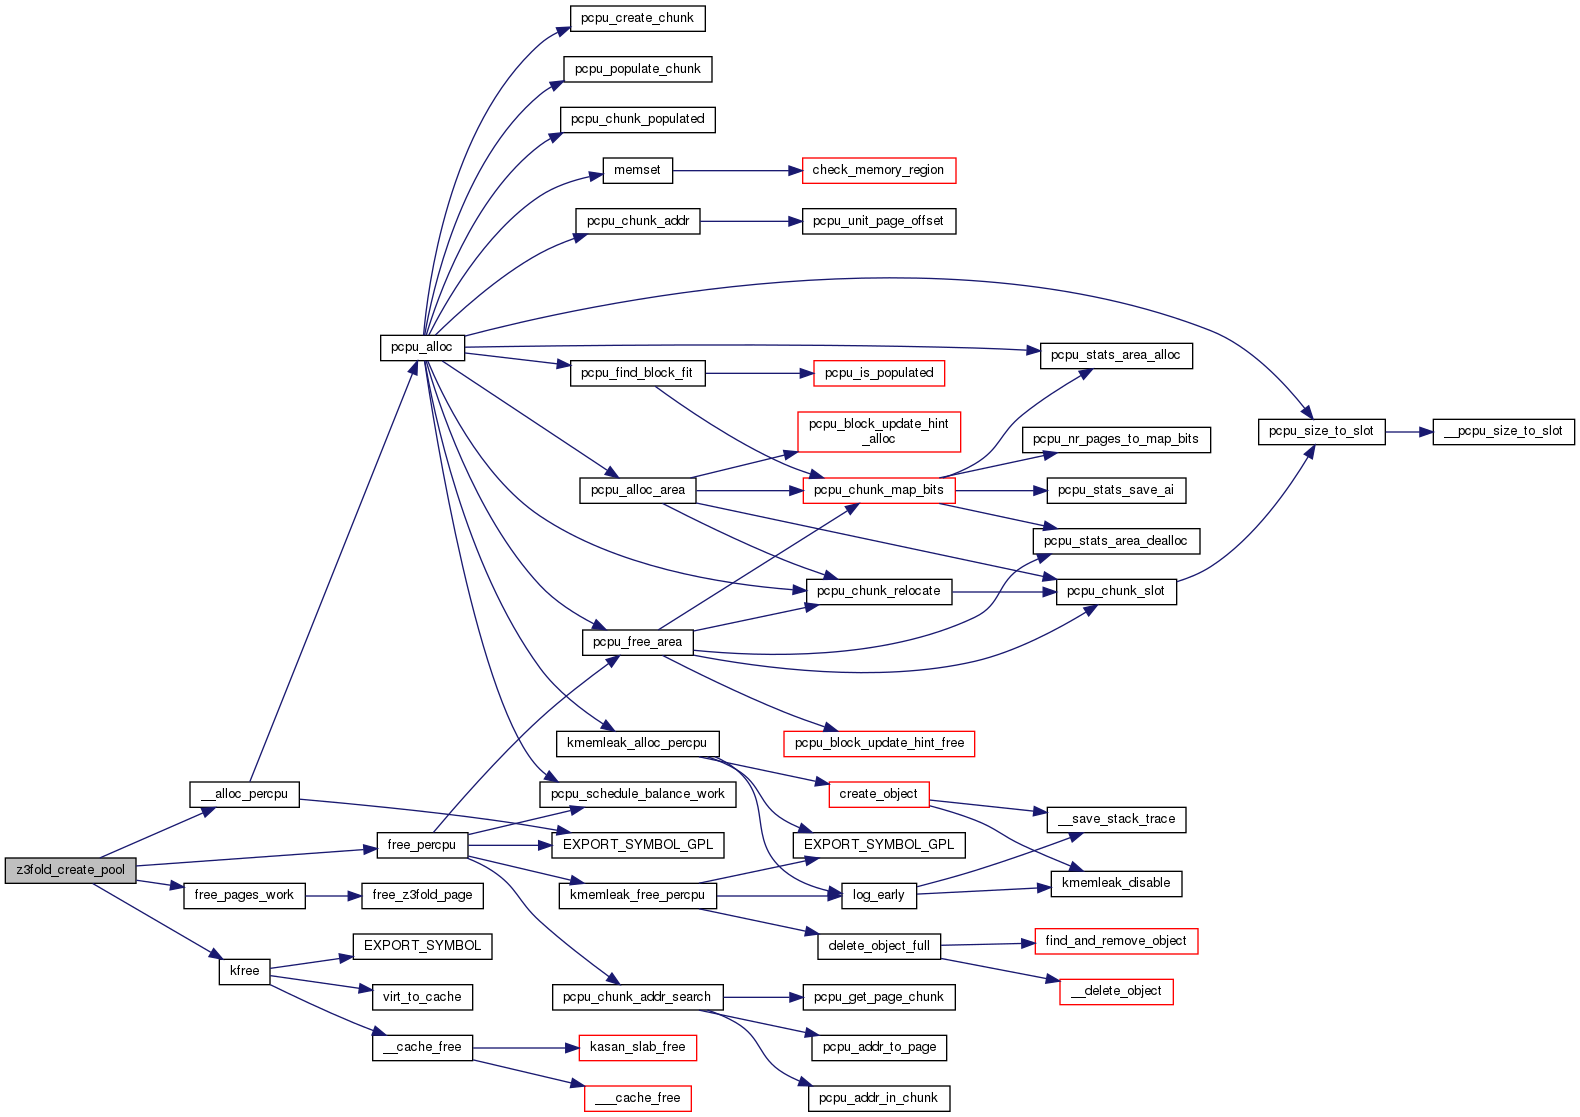 pcpu_create_chunk
pcpu_populate_chunk
pcpu_chunk_populated
memset
check_memory_region
pcpu_chunk_addr
pcpu_unit_page_offset
pcpu_alloc
pcpu_stats_area_alloc
pcpu_find_block_fit
pcpu_is_populated
pcpu_block_update_hint
_alloc
pcpu_size_to_slot
__pcpu_size_to_slot
pcpu_nr_pages_to_map_bits
pcpu_alloc_area
pcpu_chunk_map_bits
pcpu_stats_save_ai
pcpu_stats_area_dealloc
pcpu_chunk_relocate
pcpu_chunk_slot
pcpu_free_area
kmemleak_alloc_percpu
pcpu_block_update_hint_free
__alloc_percpu
pcpu_schedule_balance_work
create_object
__save_stack_trace
free_percpu
EXPORT_SYMBOL_GPL
EXPORT_SYMBOL_GPL
z3fold_create_pool
kmemleak_disable
free_pages_work
free_z3fold_page
kmemleak_free_percpu
log_early
EXPORT_SYMBOL
delete_object_full
find_and_remove_object
kfree
virt_to_cache
pcpu_chunk_addr_search
pcpu_get_page_chunk
__delete_object
__cache_free
kasan_slab_free
pcpu_addr_to_page
___cache_free
pcpu_addr_in_chunk